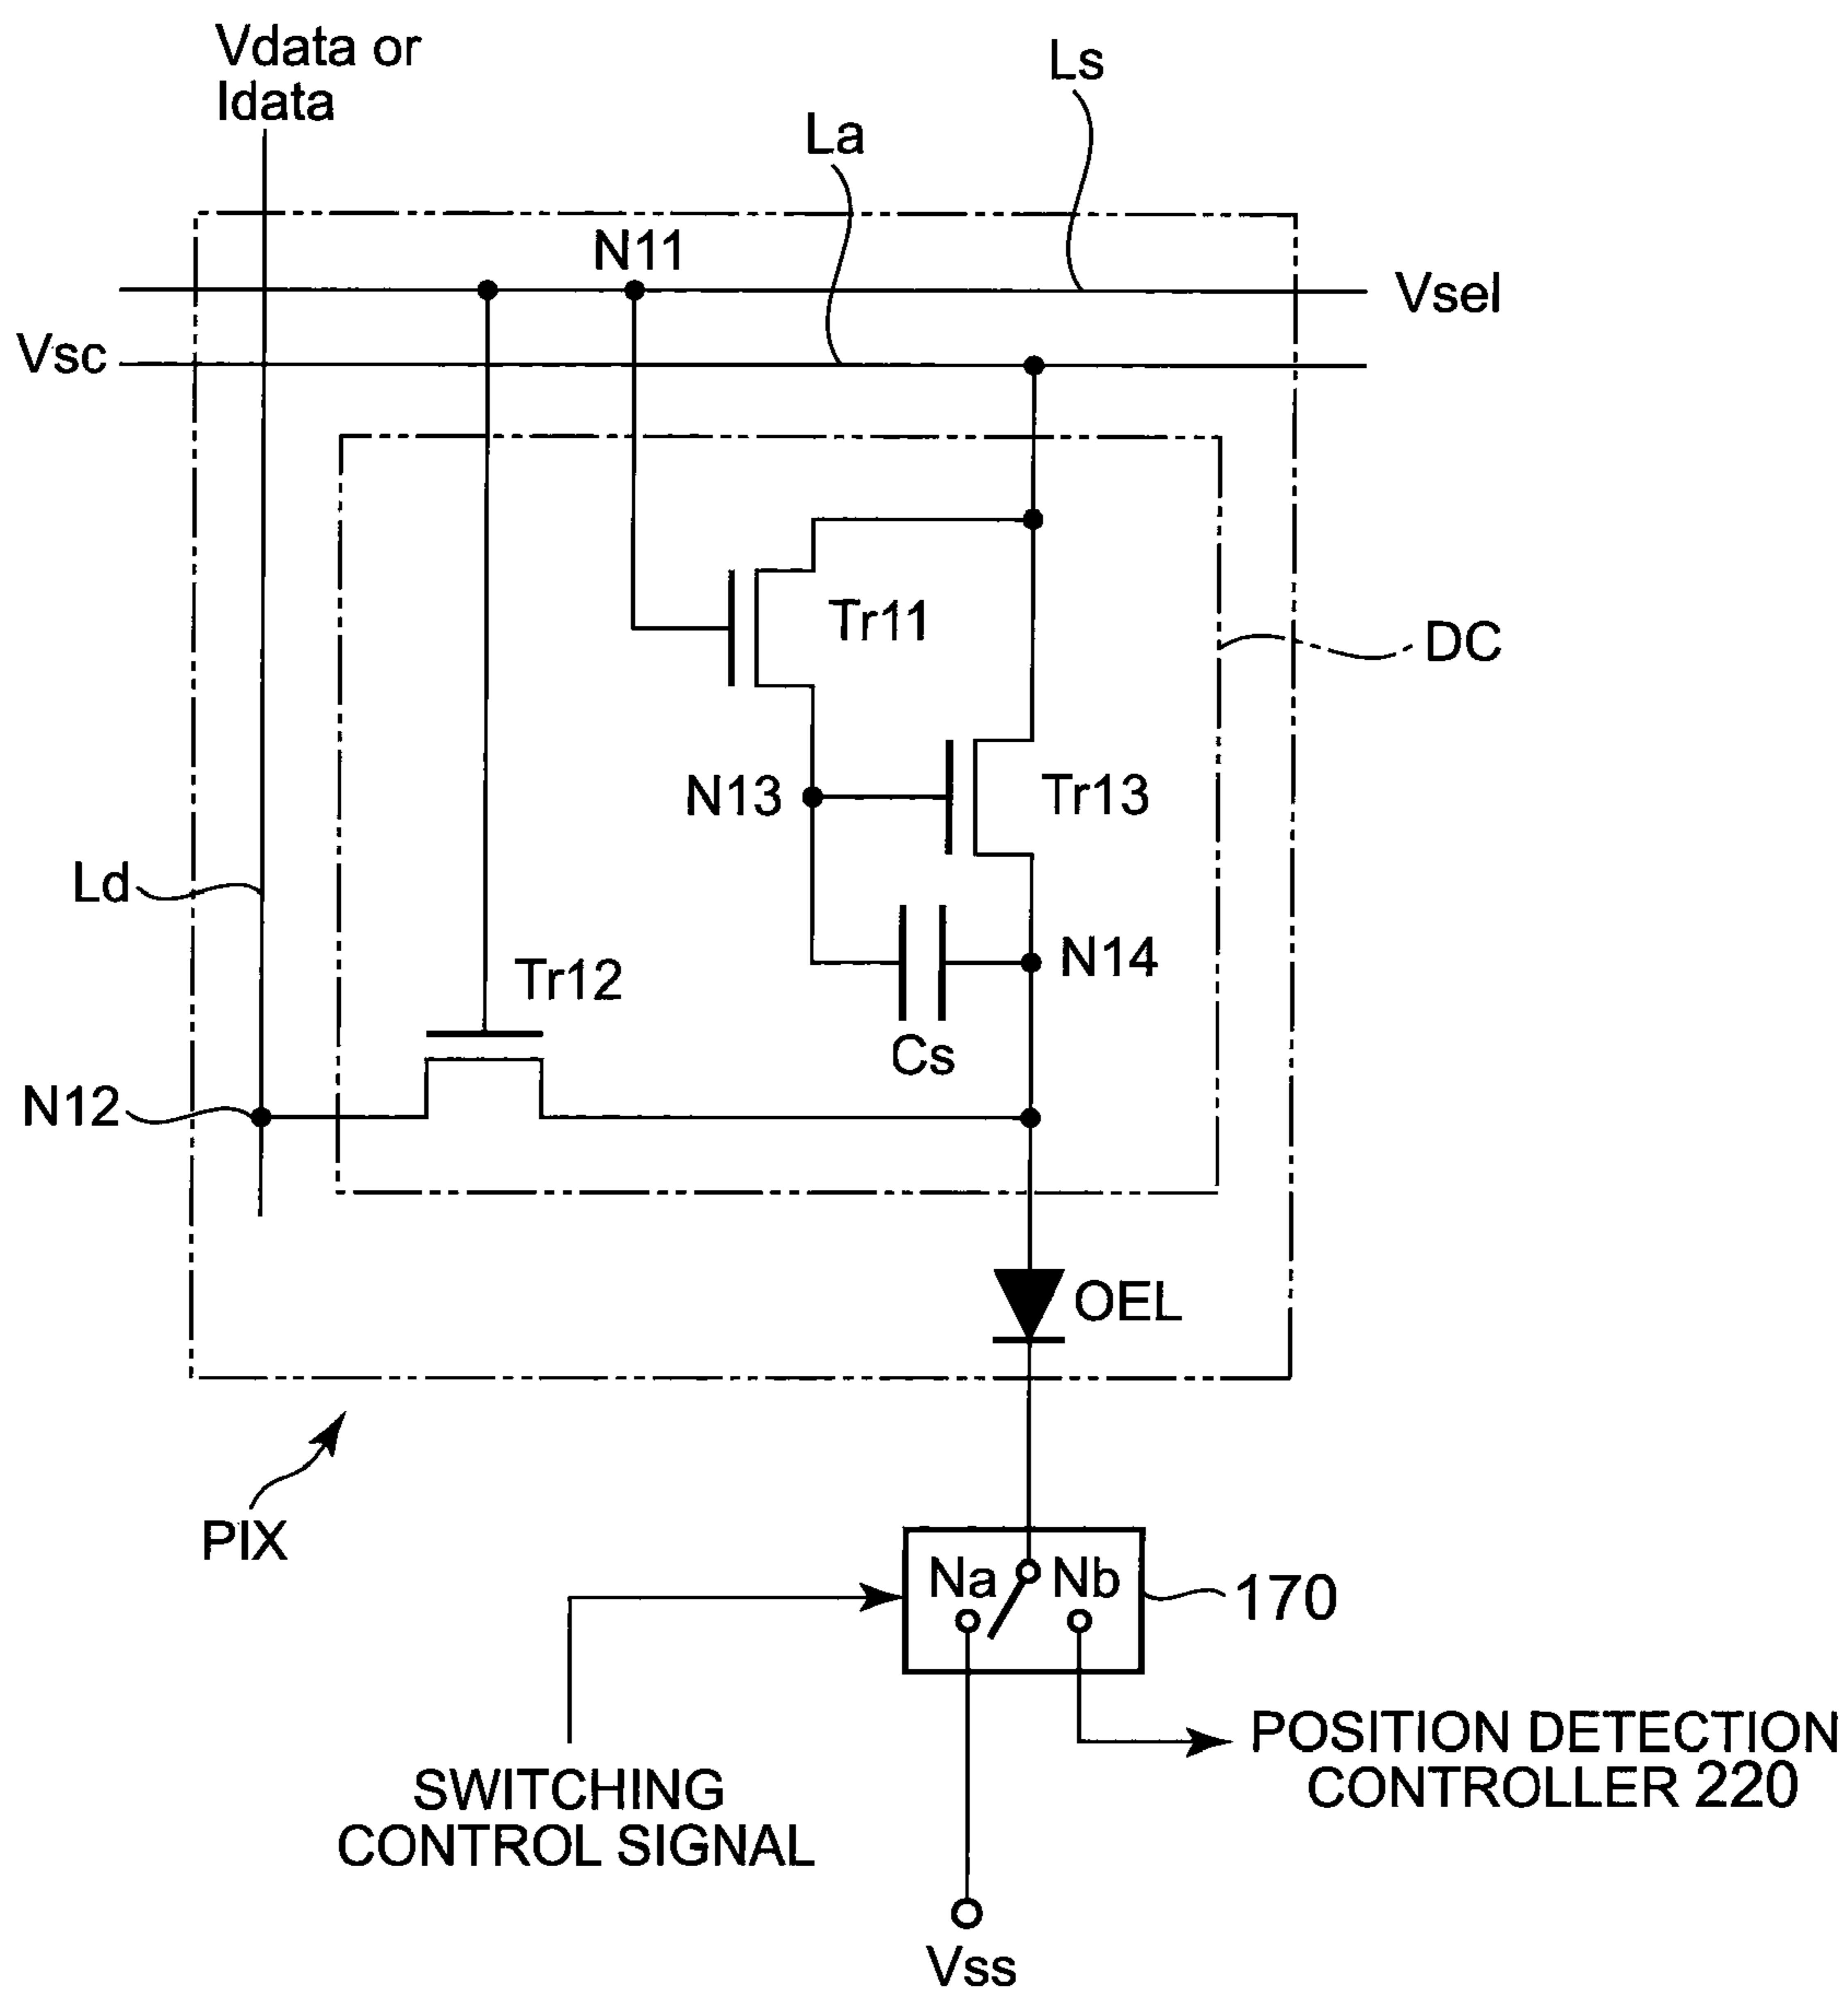 Vdata or
Idata
Ls
La
N11
Vsel
Vsc
Tr11
DC
N13
Tr13
Ld
Tr12
N14
Cs
N12
OEL
PIX
Na
Nb
170
POSITION DETECTION
CONTROLLER 220
SWITCHING
CONTROL SIGNAL
Vss